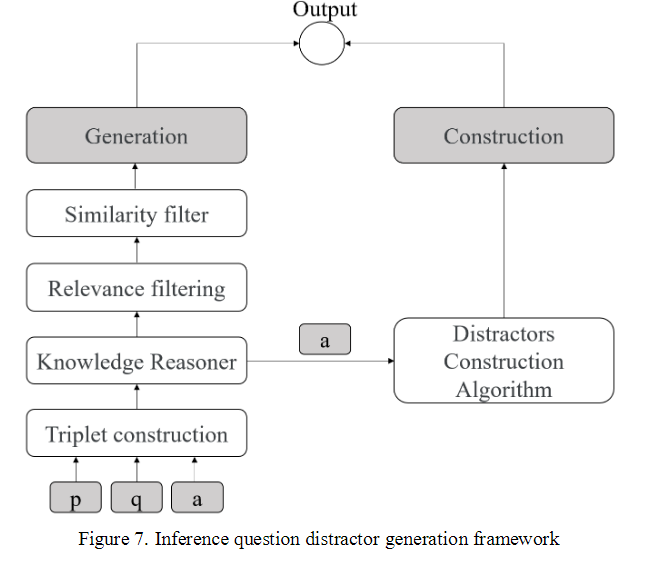 Output
Generation
Construction
Similarity filter
Relevance filtering
Knowledge Reasoner
a
Distractors
Construction
Algorithm
Triplet construction
p
q
a
Figure 7. Inference question distractor generation framework